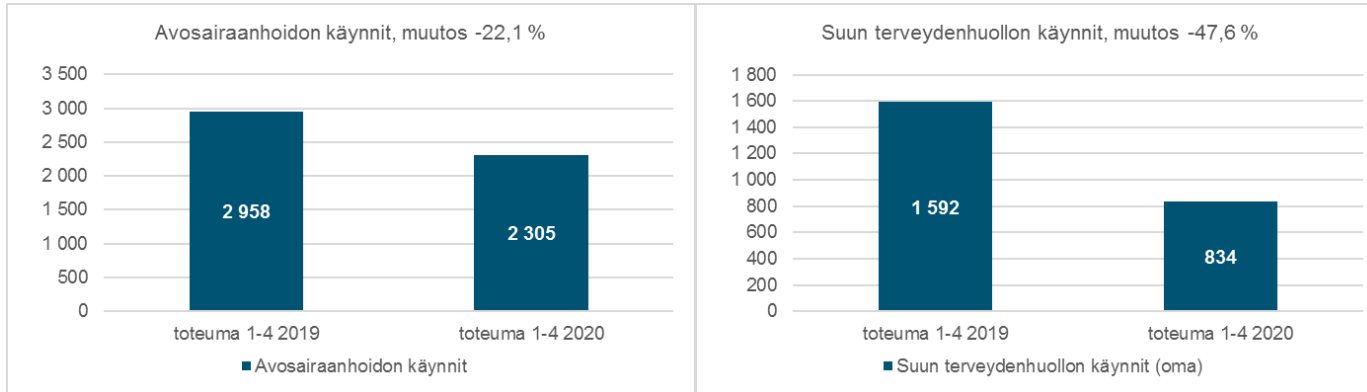 Avosairaanhoidon käynnit, muutos -22,1 %
3 500
3 000
2 500
2 000
1 500
1 000
500
0
2 958
2 305
toteuma 1-4 2019
toteuma 1-4 2020
Avosairaanhoidon käynnit
Suun terveydenhuollon käynnit, muutos -47,6 %
1 800
1 600
1 400
1 200
1 000
800
600
400
200
0
1 592
834
toteuma 1-4 2019
toteuma 1-4 2020
Suun terveydenhuollon käynnit (oma)